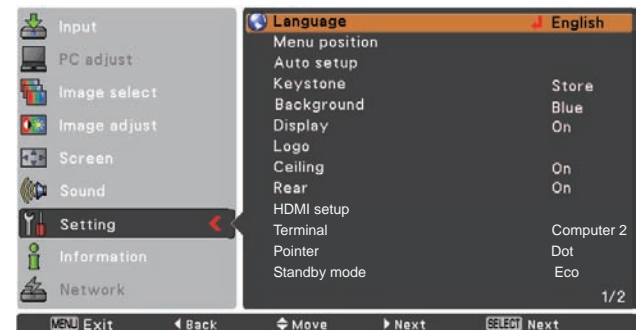 Input
PC adjust
Image select
Image adjust
Screen
Sound
Setting
Information
Network
Language English
Menu position
Auto setup
Keystone Store
Background Blue
Display On
Logo
Ceiling On
Rear On
HDMI setup
Terminal Computer 2
Pointer Dot
Standby mode Eco
1/2
MENU Exit Back Move Next SELECT Next